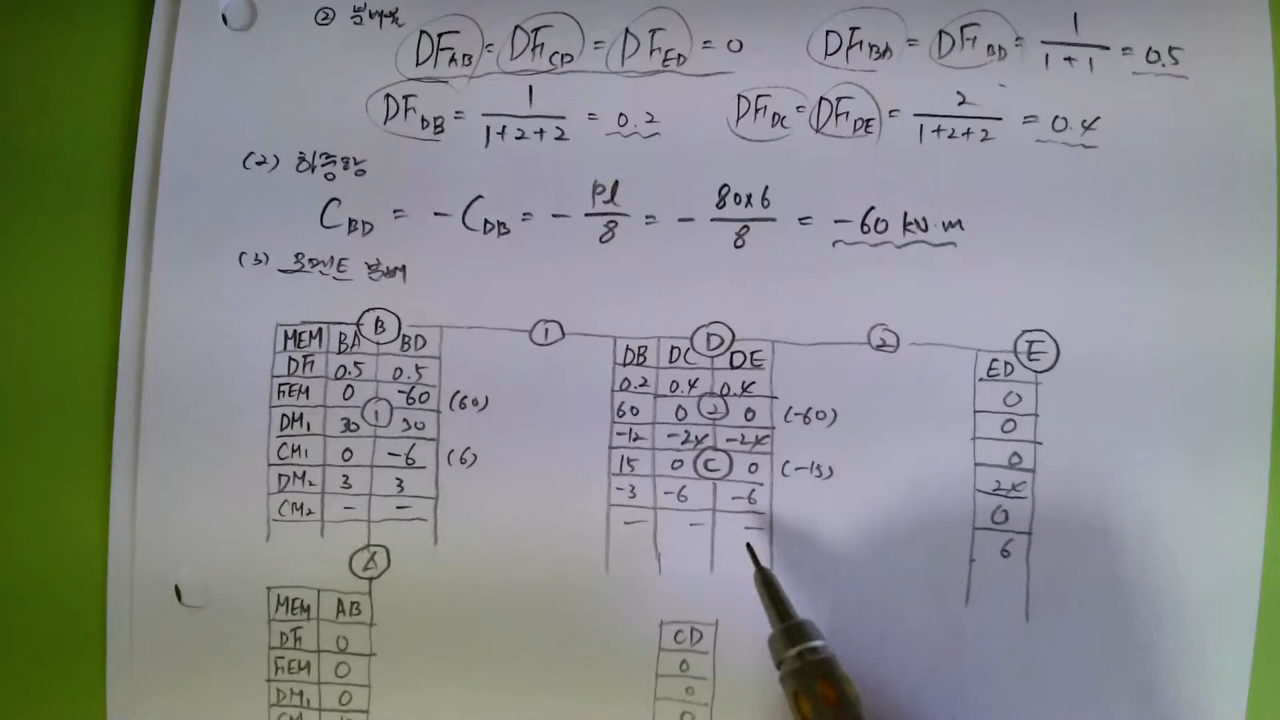 ② 분배율
DF_AB = DF_CD = DF_ED = 0 DF_BA = DF_BD = 1/(1+1) = 0.5
DF_DB = 1/(1+2+2) = 0.2 DF_DC = DF_DE = 2/(1+2+2) = 0.4
(2) 하중항
C_BD = - C_DB = - Pl/8 = - 80×6/8 = -60 kN·m
(3) 모멘트 분배
B ① D ② E
MEM BA BD DB DC DE ED
DF 0.5 0.5 0.2 0.4 0.4 0
FEM 0 -60 (60) 60 0 ② 0 (-60) 0
DM₁ 30 ① 30 -12 -24 -24 0
CM₁ 0 -6 (6) 15 0 C 0 (-15) 24
DM₂ 3 3 -3 -6 -6 0
CM₂ - - - - - 6
A
MEM AB CD
DF 0 0
FEM 0 0
DM₁ 0 0